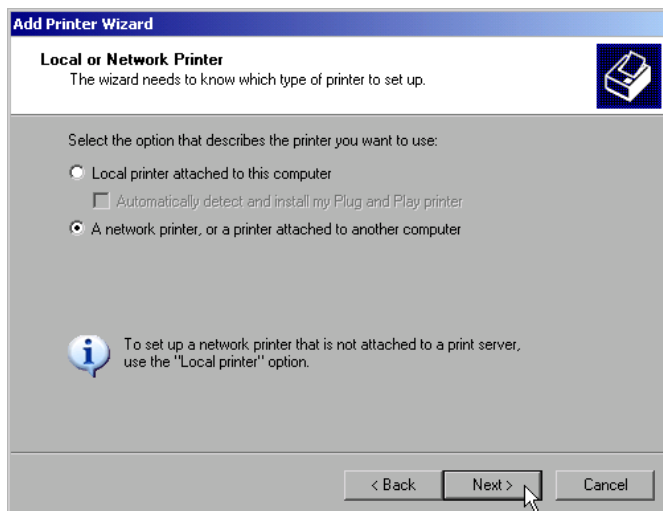 Add Printer Wizard
Local or Network Printer
The wizard needs to know which type of printer to set up.
Select the option that describes the printer you want to use:
Local printer attached to this computer
Automatically detect and install my Plug and Play printer
A network printer, or a printer attached to another computer
To set up a network printer that is not attached to a print server,
use the "Local printer" option.
< Back
Next >
Cancel